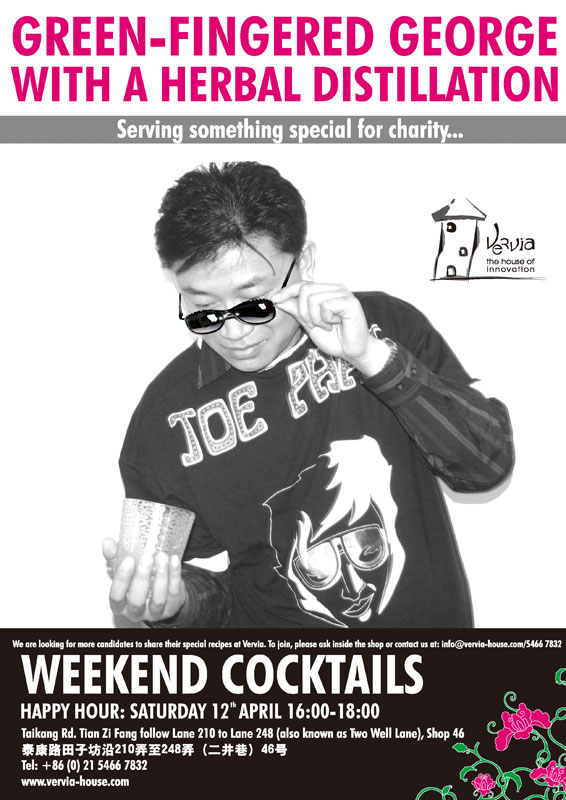 GREEN-FINGERED GEORGE
WITH A HERBAL DISTILLATION
Serving something special for charity...
vervia
the house of
innovation
JOE
We are looking for more candidates to share their special recipes at Vervia. To join, please ask inside the shop or contact us at: info@vervia-house.com/5466 7832
WEEKEND COCKTAILS
HAPPY HOUR: SATURDAY 12th APRIL 16:00-18:00
Taikang Rd. Tian Zi Fang follow Lane 210 to Lane 248 (also known as Two Well Lane), Shop 46
泰康路田子坊沿210弄至248弄 (二井巷) 46号
Tel: +86 (0) 21 5466 7832
www.vervia-house.com